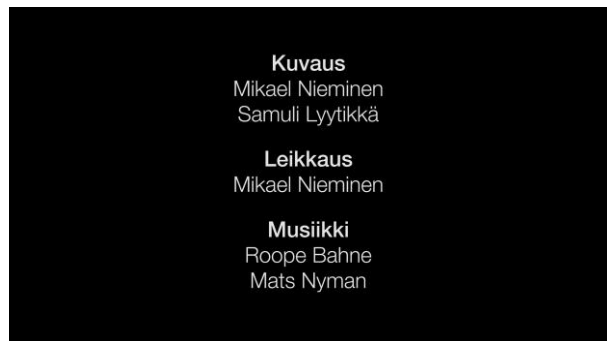 Kuvaus
Mikael Nieminen
Samuli Lyytikkä
Leikkaus
Mikael Nieminen
Musiikki
Roope Bahne
Mats Nyman